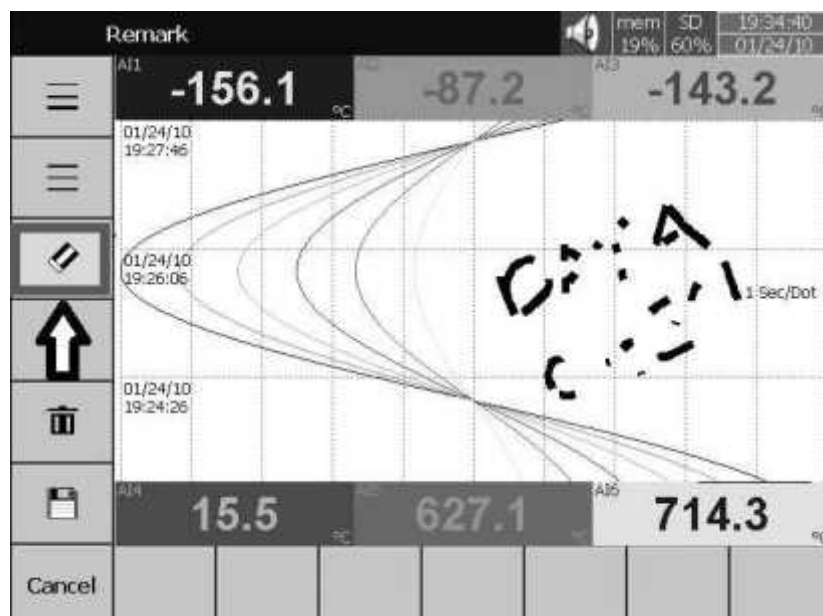 Remark
mem SD 19:34:40
19% 60% 01/24/10
AI1 AI3
-156.1 °C -87.2 °C -143.2
01/24/10
19:27:46
01/24/10
19:26:06
1 Sec/Dot
01/24/10
19:24:26
AI4
15.5 °C 627.1 714.3
Cancel